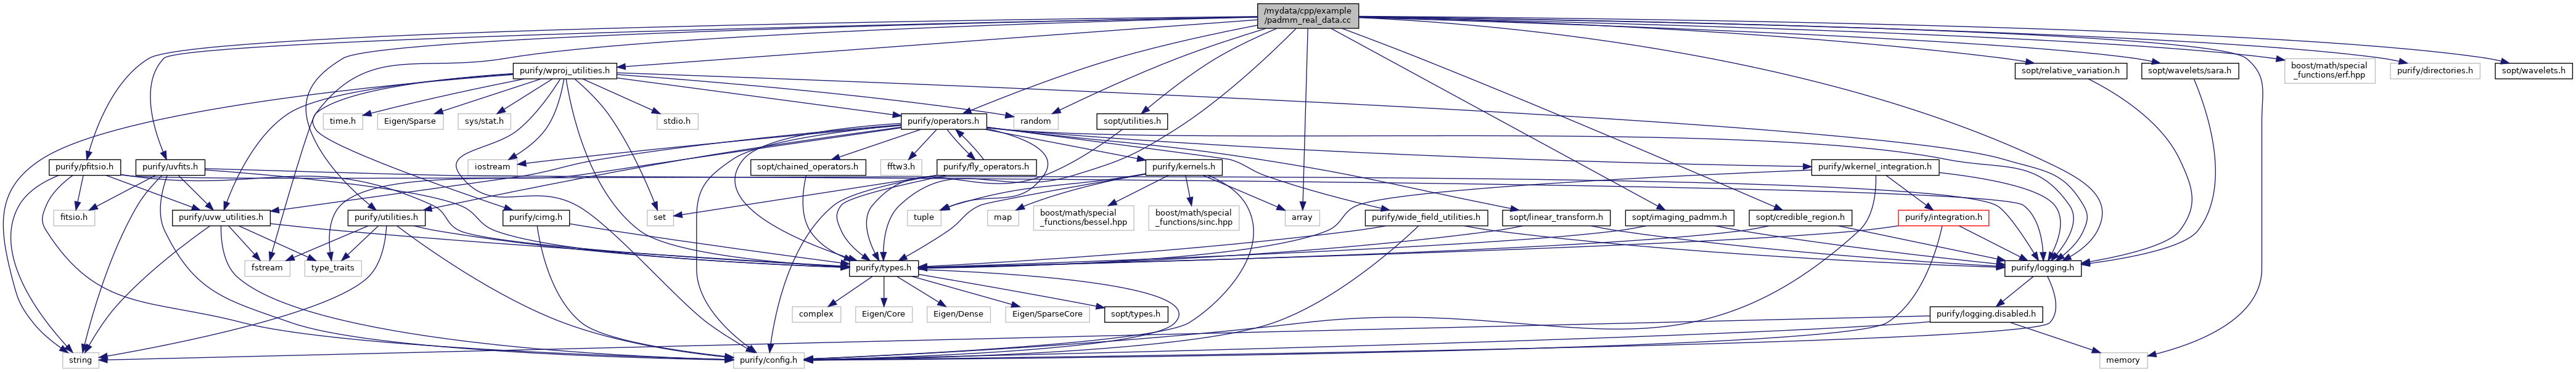 /mydata/cpp/example
/padmm_real_data.cc
purify/wproj_utilities.h
sopt/relative_variation.h
sopt/wavelets/sara.h
boost/math/special
_functions/erf.hpp
purify/directories.h
sopt/wavelets.h
time.h
Eigen/Sparse
sys/stat.h
stdio.h
purify/operators.h
random
sopt/utilities.h
purify/pfitsio.h
purify/uvfits.h
iostream
sopt/chained_operators.h
fftw3.h
purify/fly_operators.h
purify/kernels.h
purify/wkernel_integration.h
fitsio.h
purify/uvw_utilities.h
purify/utilities.h
purify/cimg.h
set
tuple
map
boost/math/special
_functions/bessel.hpp
boost/math/special
_functions/sinc.hpp
array
purify/wide_field_utilities.h
sopt/linear_transform.h
sopt/imaging_padmm.h
sopt/credible_region.h
purify/integration.h
fstream
type_traits
purify/types.h
purify/logging.h
complex
Eigen/Core
Eigen/Dense
Eigen/SparseCore
sopt/types.h
purify/logging.disabled.h
string
purify/config.h
memory